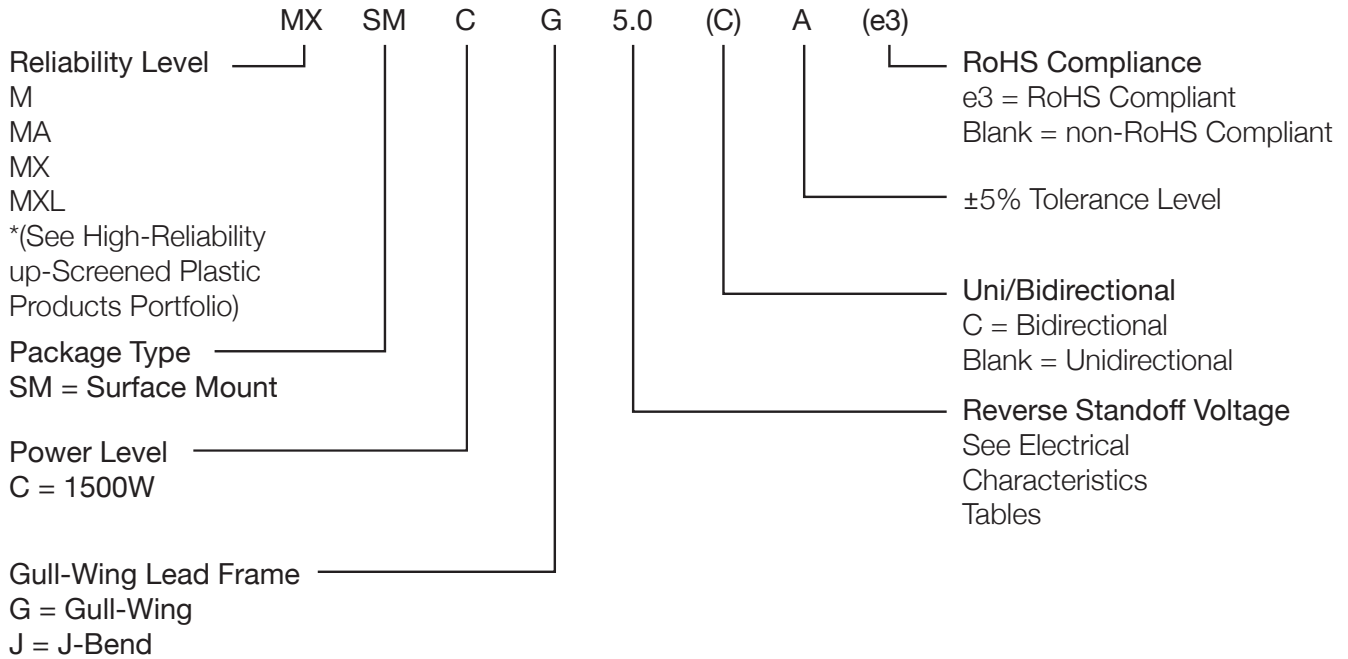 MX SM C G 5.0 (C) A (e3)
Reliability Level
M
MA
MX
MXL
*(See High-Reliability
up-Screened Plastic
Products Portfolio)
Package Type
SM = Surface Mount
Power Level
C = 1500W
Gull-Wing Lead Frame
G = Gull-Wing
J = J-Bend
RoHS Compliance
e3 = RoHS Compliant
Blank = non-RoHS Compliant
±5% Tolerance Level
Uni/Bidirectional
C = Bidirectional
Blank = Unidirectional
Reverse Standoff Voltage
See Electrical
Characteristics
Tables